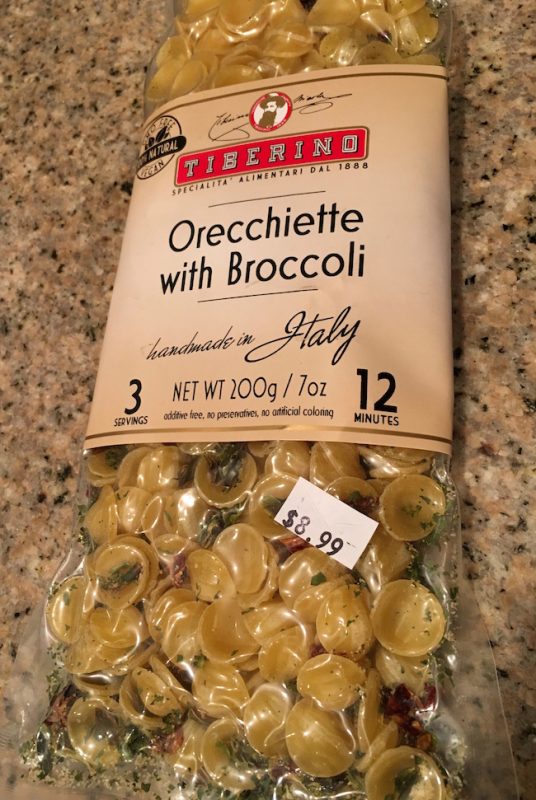 100% NATURAL
VEGAN
TIBERINO
SPECIALITA' ALIMENTARI DAL 1888
Orecchiette
with Broccoli
handmade in Italy
3
SERVINGS
NET WT 200g / 7oz
additive free, no preservatives, no artificial coloring
12
MINUTES
$8.99